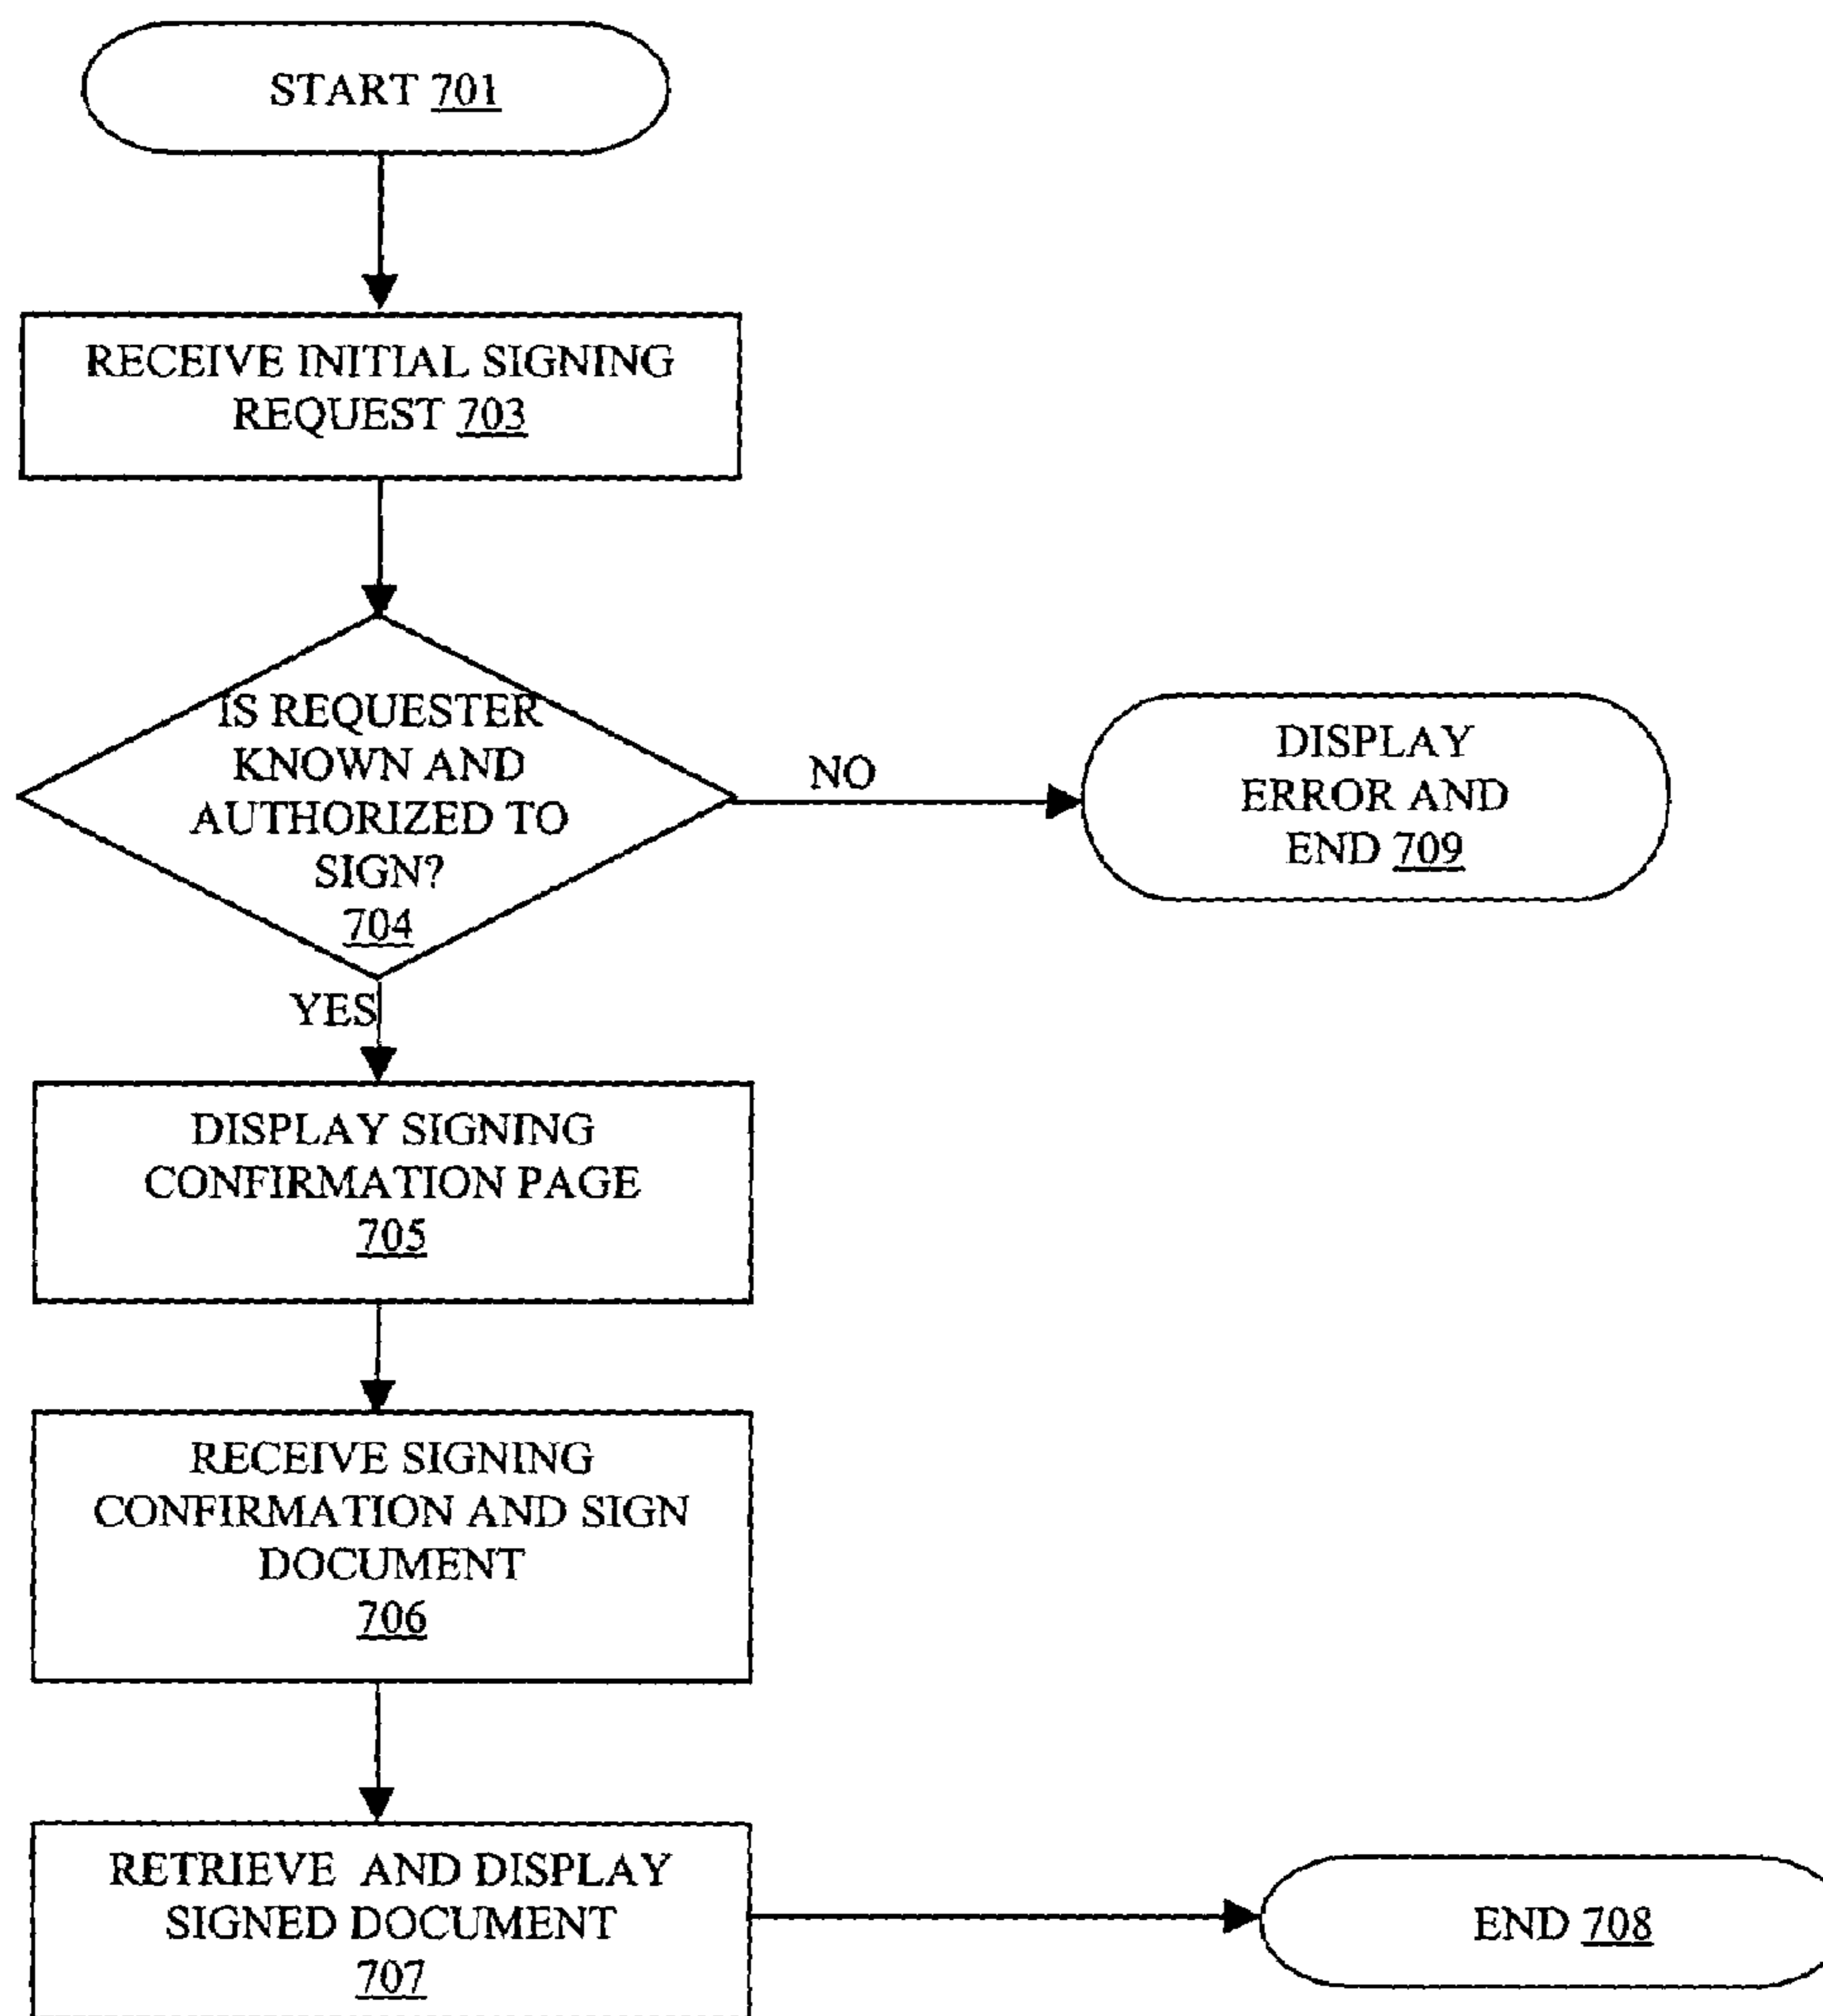 START 701
RECEIVE INITIAL SIGNING
REQUEST 703
IS REQUESTER
KNOWN AND
AUTHORIZED TO
SIGN?
704
NO
DISPLAY
ERROR AND
END 709
YES
DISPLAY SIGNING
CONFIRMATION PAGE
705
RECEIVE SIGNING
CONFIRMATION AND SIGN
DOCUMENT
706
RETRIEVE AND DISPLAY
SIGNED DOCUMENT
707
END 708